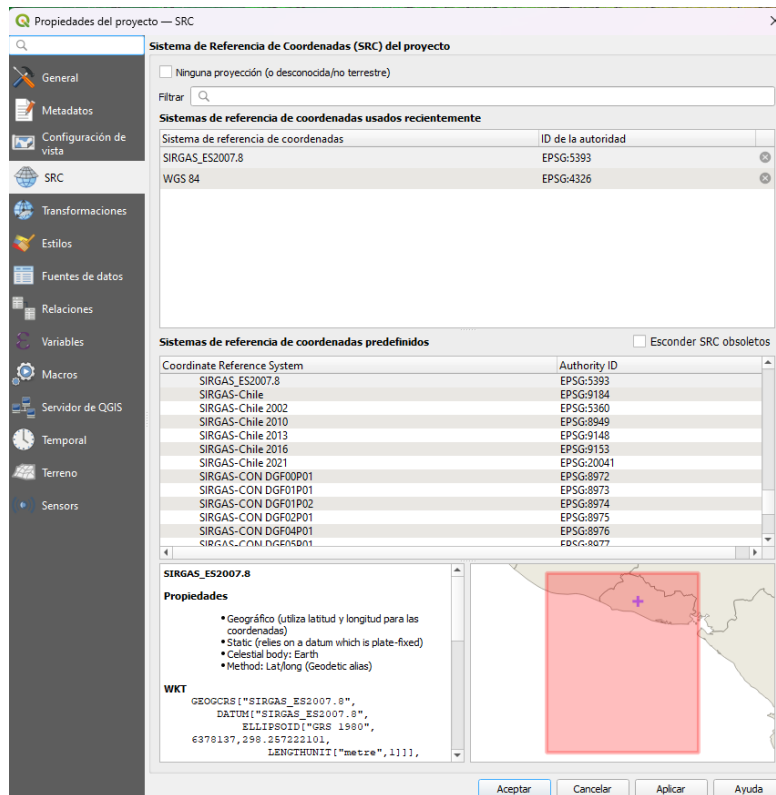 Propiedades del proyecto — SRC
Sistema de Referencia de Coordenadas (SRC) del proyecto
General
Metadatos
Configuración de
vista
SRC
Transformaciones
Estilos
Fuentes de datos
Relaciones
Variables
Macros
Servidor de QGIS
Temporal
Terreno
Sensors
Ninguna proyección (o desconocida/no terrestre)
Filtrar
Sistemas de referencia de coordenadas usados recientemente
Sistema de referencia de coordenadas ID de la autoridad
SIRGAS_ES2007.8 EPSG:5393
WGS 84 EPSG:4326
Sistemas de referencia de coordenadas predefinidos Esconder SRC obsoletos
Coordinate Reference System Authority ID
SIRGAS_ES2007.8 EPSG:5393
SIRGAS-Chile EPSG:9184
SIRGAS-Chile 2002 EPSG:5360
SIRGAS-Chile 2010 EPSG:8949
SIRGAS-Chile 2013 EPSG:9148
SIRGAS-Chile 2016 EPSG:9153
SIRGAS-Chile 2021 EPSG:20041
SIRGAS-CON DGF00P01 EPSG:8972
SIRGAS-CON DGF01P01 EPSG:8973
SIRGAS-CON DGF01P02 EPSG:8974
SIRGAS-CON DGF02P01 EPSG:8975
SIRGAS-CON DGF04P01 EPSG:8976
SIRGAS-CON DGF05P01 EPSG:8977
SIRGAS_ES2007.8
Propiedades
• Geográfico (utiliza latitud y longitud para las
coordenadas)
• Static (relies on a datum which is plate-fixed)
• Celestial body: Earth
• Method: Lat/long (Geodetic alias)
WKT
GEOGCRS["SIRGAS_ES2007.8",
DATUM["SIRGAS_ES2007.8",
ELLIPSOID["GRS 1980",
6378137,298.257222101,
LENGTHUNIT["metre",1]]],
Aceptar Cancelar Aplicar Ayuda